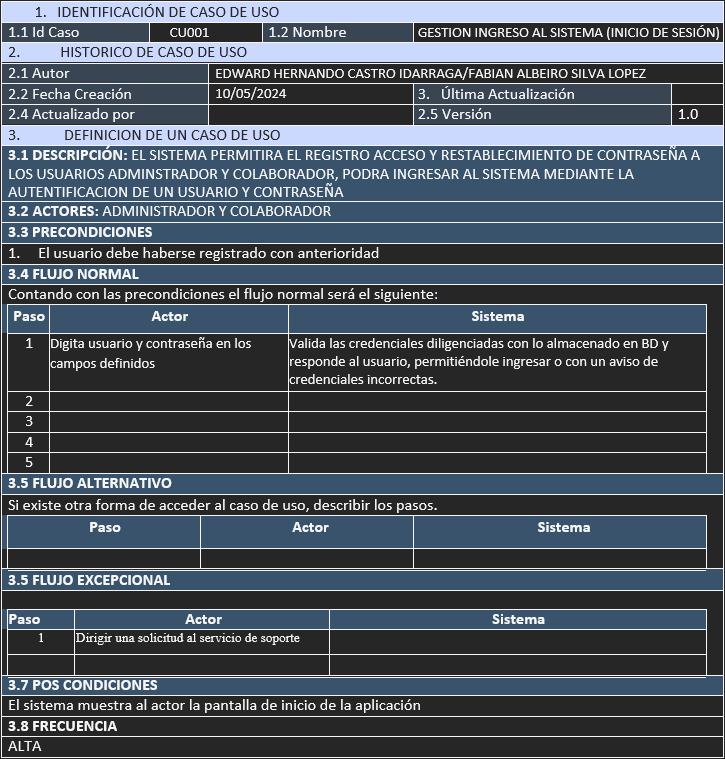 1. IDENTIFICACIÓN DE CASO DE USO
1.1 Id Caso CU001 1.2 Nombre GESTION INGRESO AL SISTEMA (INICIO DE SESIÓN)
2. HISTORICO DE CASO DE USO
2.1 Autor EDWARD HERNANDO CASTRO IDARRAGA/FABIAN ALBEIRO SILVA LOPEZ
2.2 Fecha Creación 10/05/2024 3. Última Actualización
2.4 Actualizado por 2.5 Versión 1.0
3. DEFINICION DE UN CASO DE USO
3.1 DESCRIPCIÓN: EL SISTEMA PERMITIRA EL REGISTRO ACCESO Y RESTABLECIMIENTO DE CONTRASEÑA A
LOS USUARIOS ADMINSTRADOR Y COLABORADOR, PODRA INGRESAR AL SISTEMA MEDIANTE LA
AUTENTIFICACION DE UN USUARIO Y CONTRASEÑA
3.2 ACTORES: ADMINISTRADOR Y COLABORADOR
3.3 PRECONDICIONES
1. El usuario debe haberse registrado con anterioridad
3.4 FLUJO NORMAL
Contando con las precondiciones el flujo normal será el siguiente:
Paso Actor Sistema
1 Digita usuario y contraseña en los campos definidos Valida las credenciales diligenciadas con lo almacenado en BD y
responde al usuario, permitiéndole ingresar o con un aviso de
credenciales incorrectas.
2
3
4
5
3.5 FLUJO ALTERNATIVO
Si existe otra forma de acceder al caso de uso, describir los pasos.
Paso Actor Sistema
3.5 FLUJO EXCEPCIONAL
Paso Actor Sistema
1 Dirigir una solicitud al servicio de soporte
3.7 POS CONDICIONES
El sistema muestra al actor la pantalla de inicio de la aplicación
3.8 FRECUENCIA
ALTA